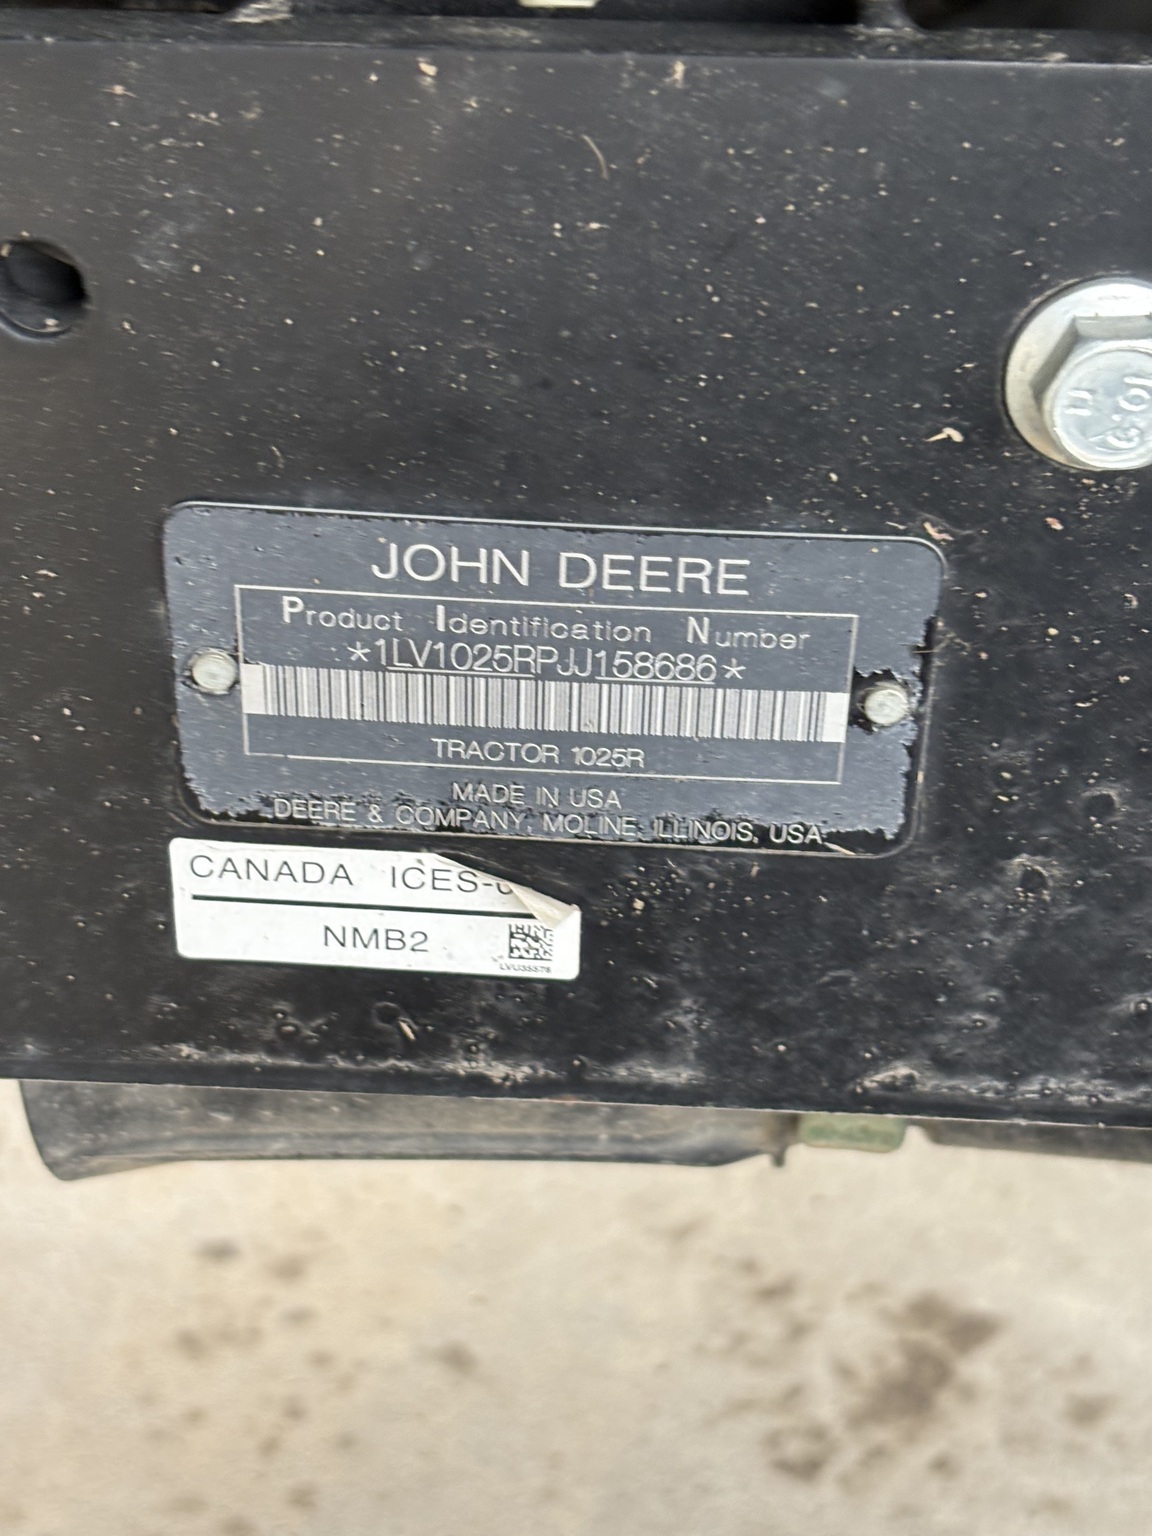 JOHN DEERE
Product Identification Number
*1LV1025RPJJ158686*
TRACTOR 1025R
MADE IN USA
DEERE & COMPANY, MOLINE, ILLINOIS, USA
CANADA ICES-
NMB2
LVU35578